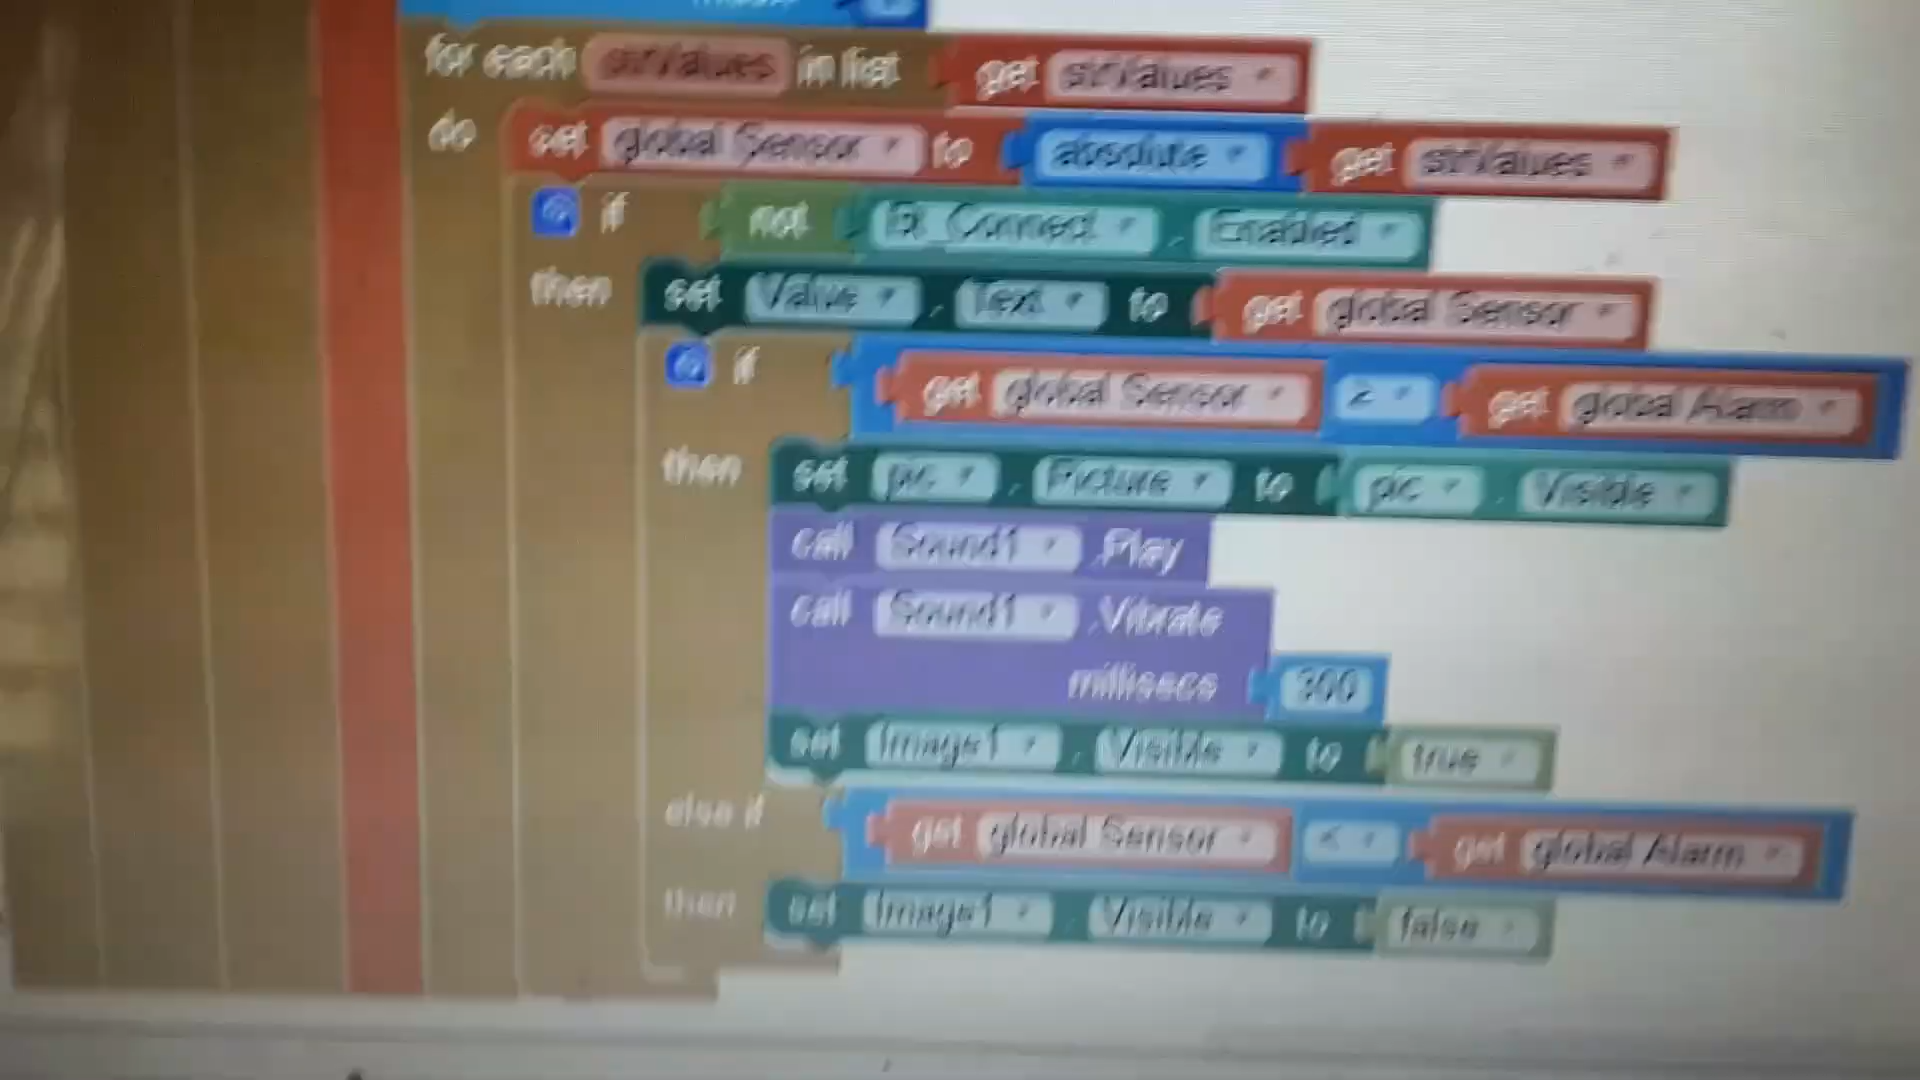 for each strValues in list get strValues
do set global Sensor to absolute get strValues
if not Connect . Enabled
then set Value . Text to get global Sensor
if get global Sensor ≥ get global Alarm
then set pic . Picture to pic . Visible
call Sound1 .Play
call Sound1 .Vibrate
millisecs 300
set Image1 . Visible to true
else if get global Sensor < get global Alarm
then set Image1 . Visible to false